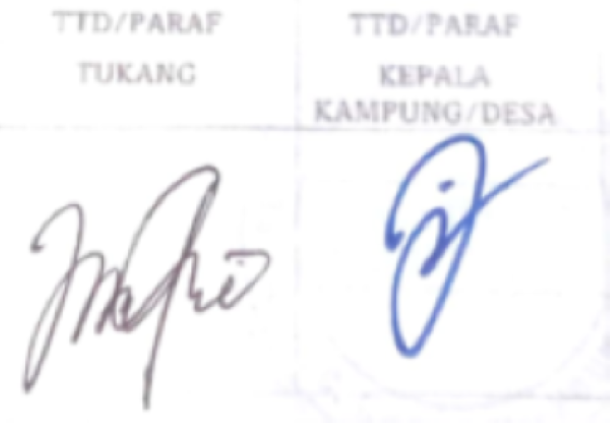 TTD/PARAF
TUKANG
TTD/PARAF
KEPALA
KAMPUNG/DESA